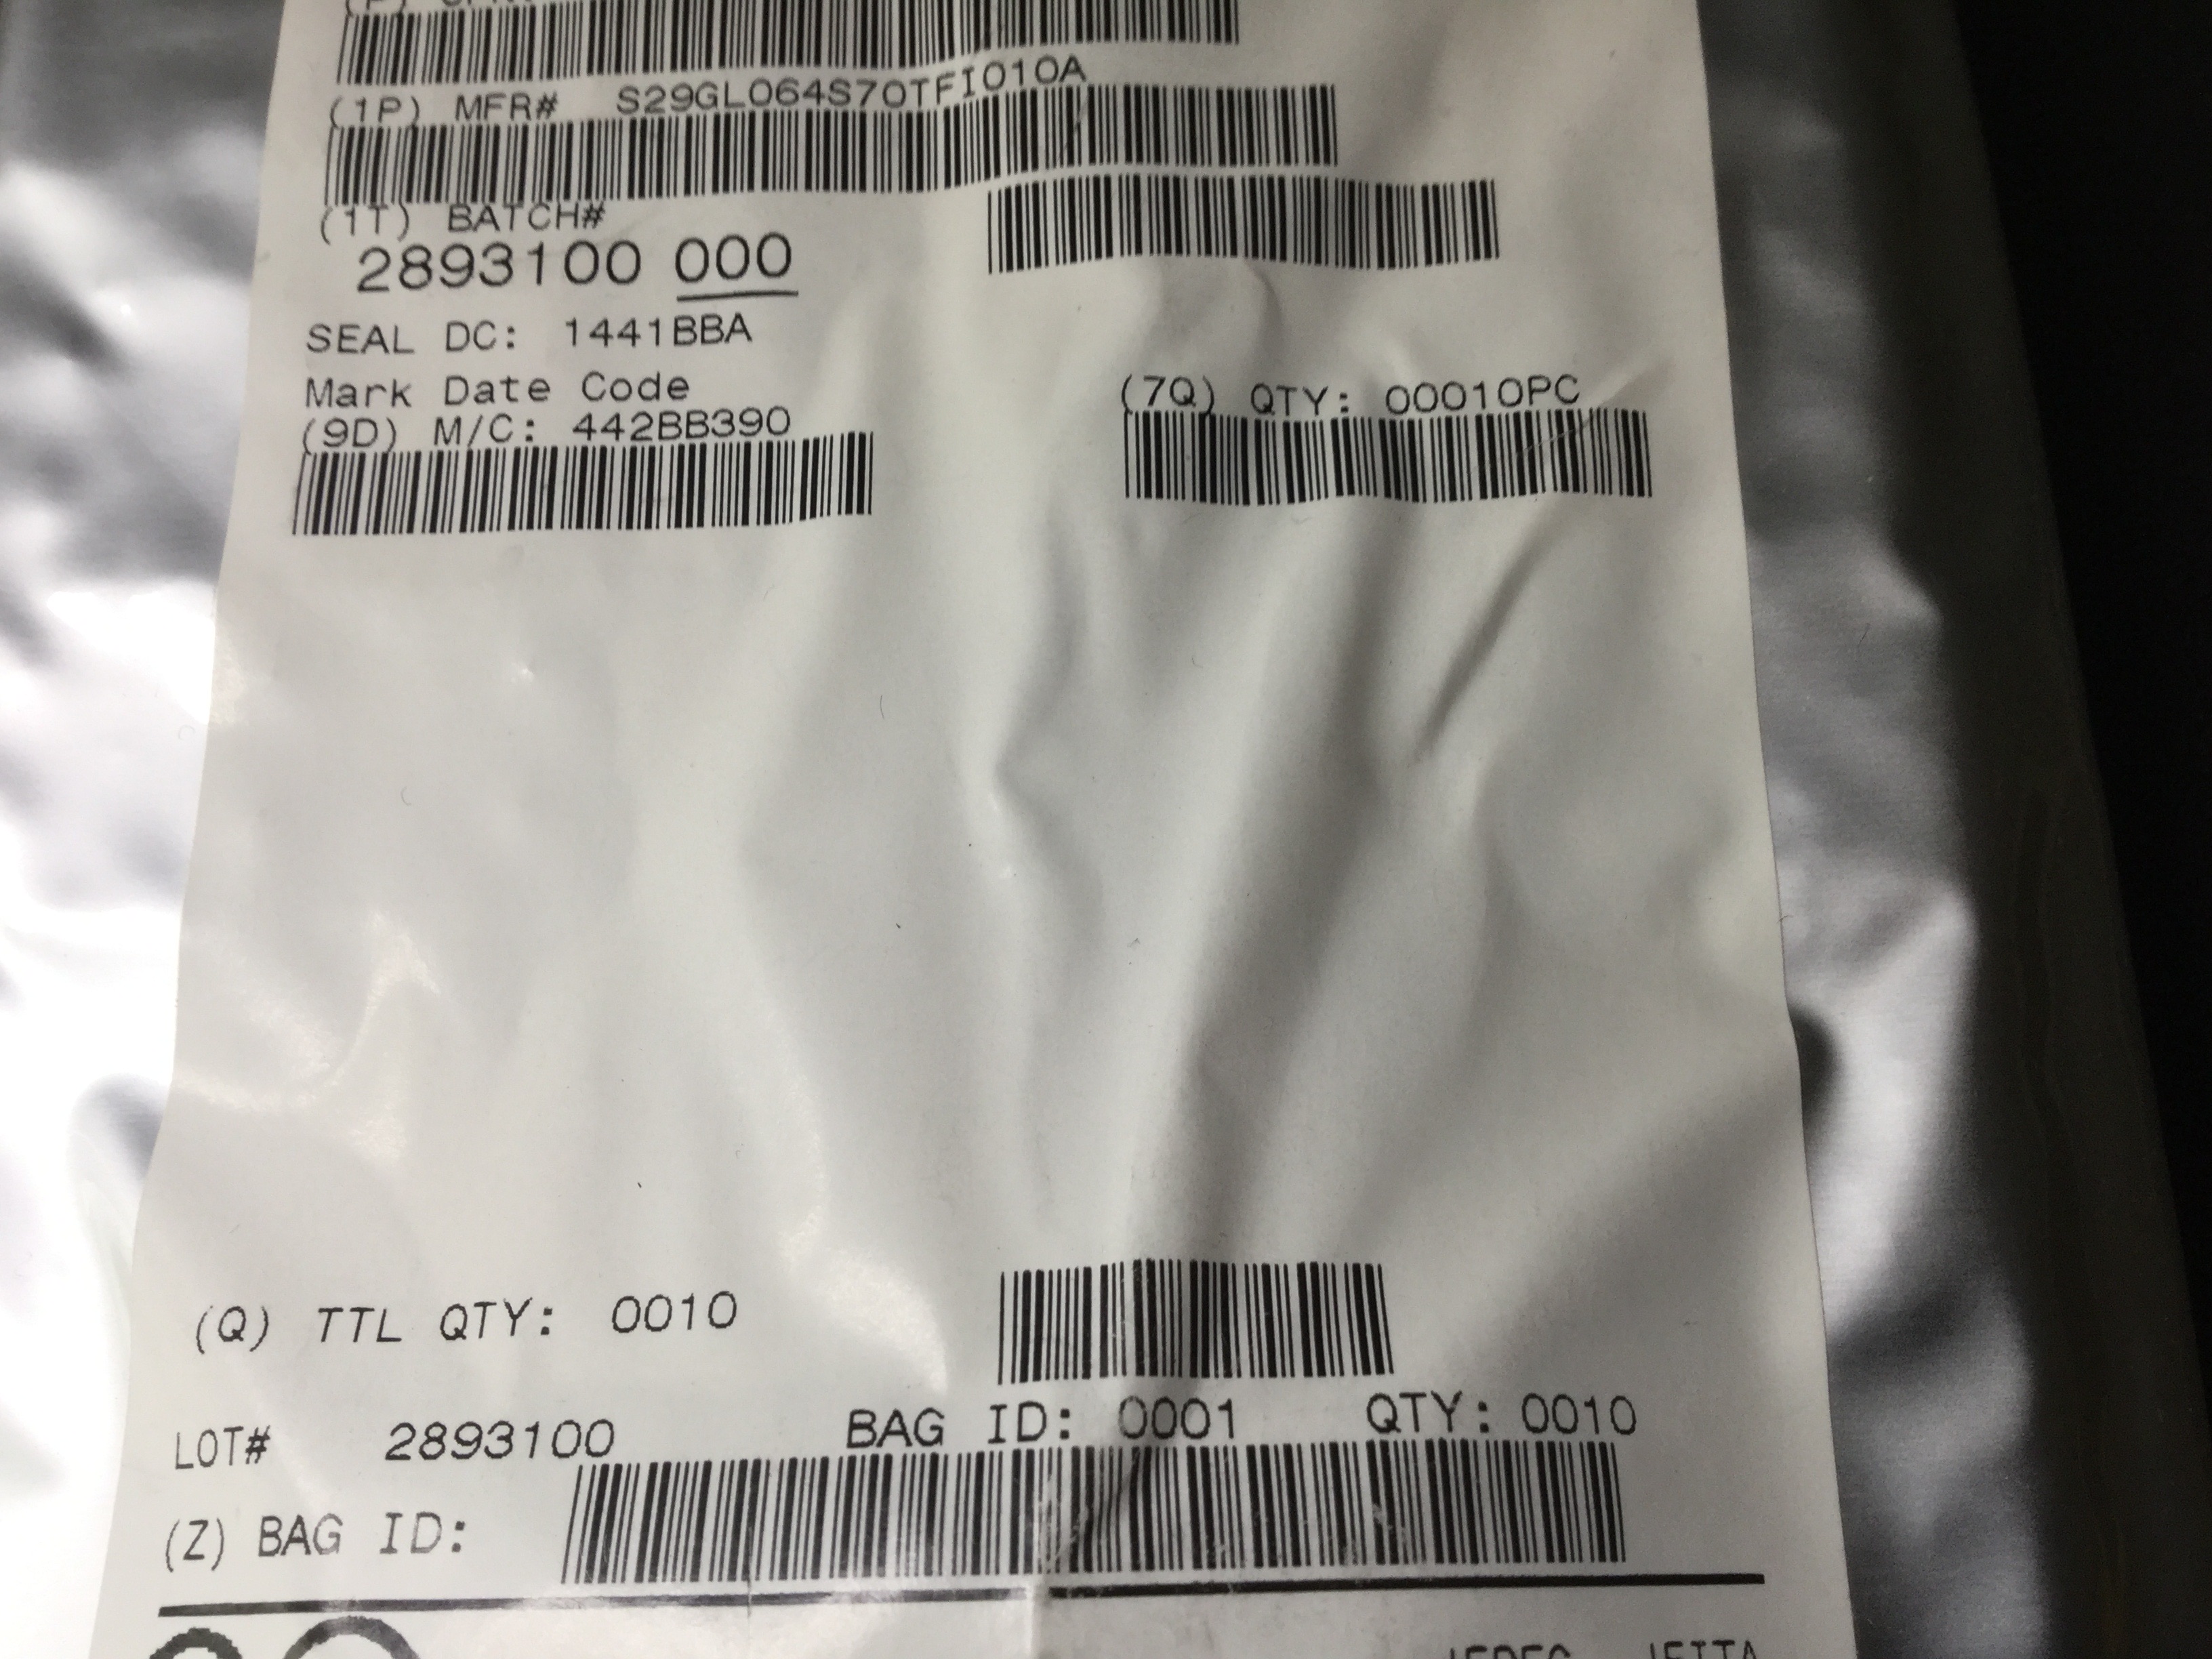 (1P) MFR# S29GL064S70TFI010A
(1T) BATCH#
2893100 000
SEAL DC: 1441BBA
Mark Date Code
(9D) M/C: 442BB390
(7Q) QTY: 00010PC
(Q) TTL QTY: 0010
LOT# 2893100 BAG ID: 0001 QTY: 0010
(Z) BAG ID: